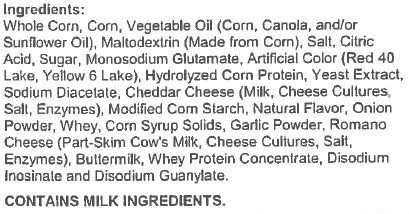 Ingredients:
Whole Corn, Corn, Vegetable Oil (Corn, Canola, and/or
Sunflower Oil), Maltodextrin (Made from Corn), Salt, Citric
Acid, Sugar, Monosodium Glutamate, Artificial Color (Red 40
Lake, Yellow 6 Lake), Hydrolyzed Corn Protein, Yeast Extract,
Sodium Diacetate, Cheddar Cheese (Milk, Cheese Cultures,
Salt, Enzymes), Modified Corn Starch, Natural Flavor, Onion
Powder, Whey, Corn Syrup Solids, Garlic Powder, Romano
Cheese (Part-Skim Cow's Milk, Cheese Cultures, Salt,
Enzymes), Buttermilk, Whey Protein Concentrate, Disodium
Inosinate and Disodium Guanylate.
CONTAINS MILK INGREDIENTS.